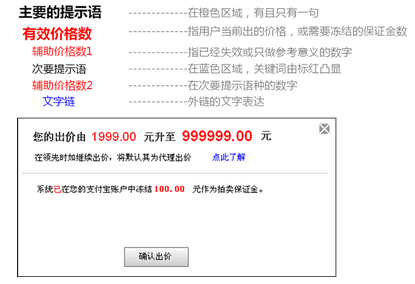 主要的提示语 --------------在橙色区域，有且只有一句
有效价格数 --------------指用户当前出的价格，或需要冻结的保证金数
辅助价格数1 --------------指已经失效或只做参考意义的数字
次要提示语 --------------在蓝色区域，关键词由标红凸显
辅助价格数2 --------------在次要提示语种的数字
文字链 --------------外链的文字表达
您的出价由 1999.00 元升至 999999.00 元
在领先时如继续出价，将默认其为代理出价 点此了解
系统已在您的支付宝账户中冻结 100.00 元作为拍卖保证金。
确认出价